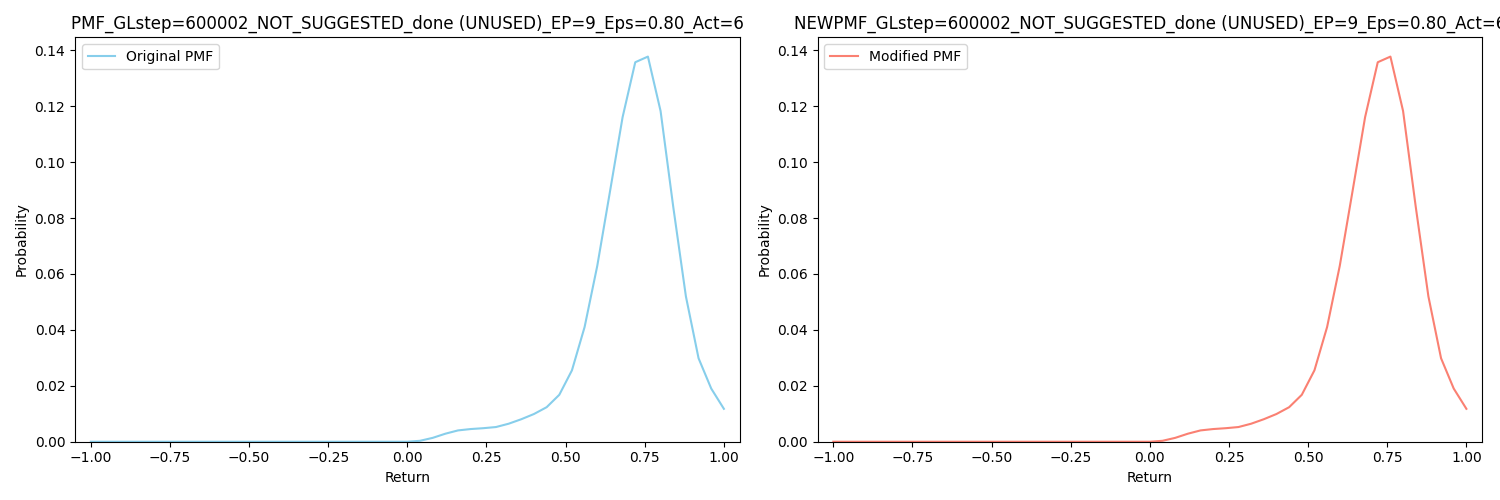 PMF_GLstep=600002_NOT_SUGGESTED_done (UNUSED)_EP=9_Eps=0.80_Act=6
Original PMF
0.14
0.12
0.10
0.08
0.06
0.04
0.02
0.00
Probability
−1.00 −0.75 −0.50 −0.25 0.00 0.25 0.50 0.75 1.00
Return
NEWPMF_GLstep=600002_NOT_SUGGESTED_done (UNUSED)_EP=9_Eps=0.80_Act=6
Modified PMF
0.14
0.12
0.10
0.08
0.06
0.04
0.02
0.00
Probability
−1.00 −0.75 −0.50 −0.25 0.00 0.25 0.50 0.75 1.00
Return